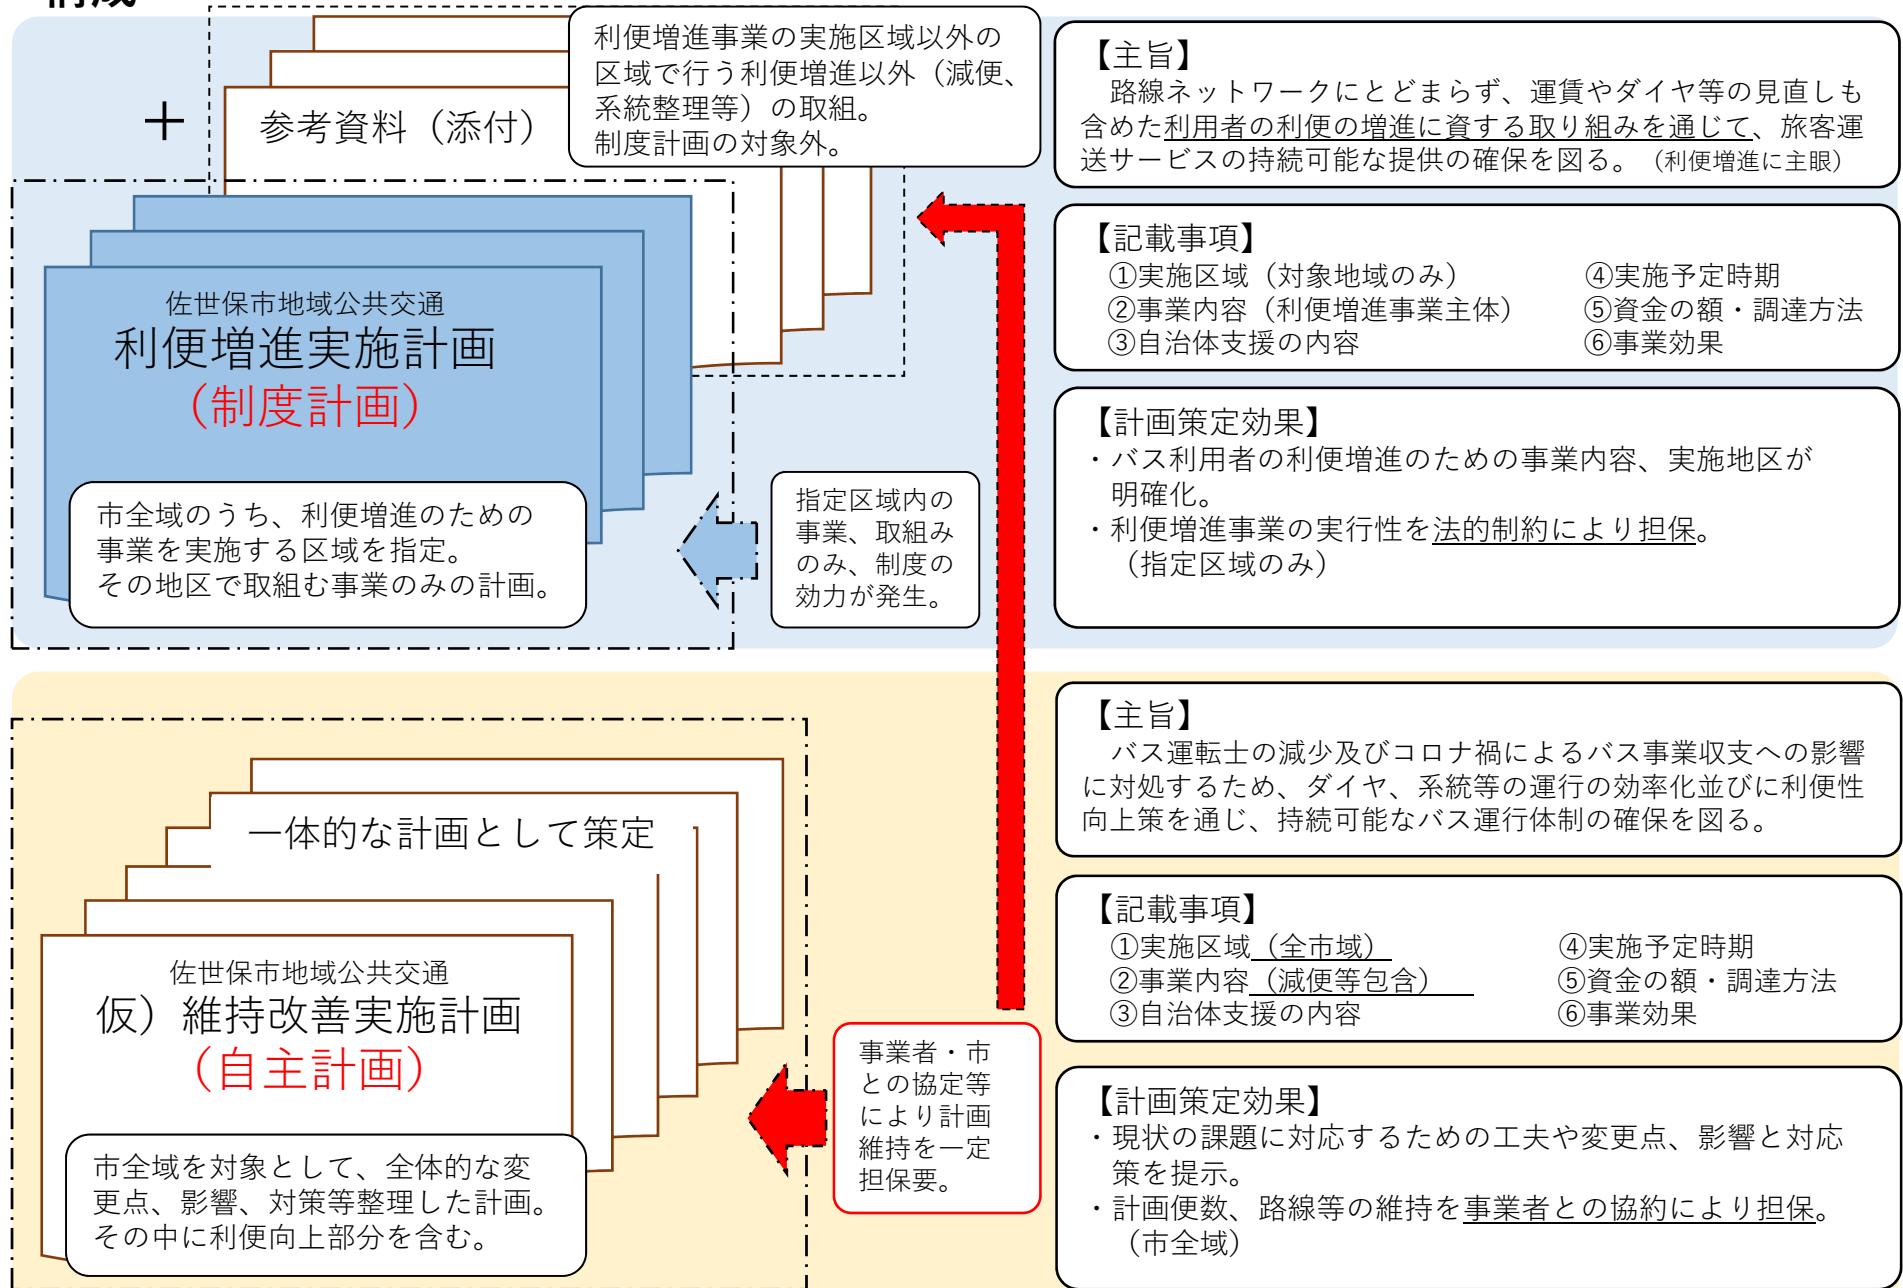 構成
利便増進事業の実施区域以外の
区域で行う利便増進以外（減便、
系統整理等）の取組。
制度計画の対象外。
＋
参考資料（添付）
佐世保市地域公共交通
利便増進実施計画
（制度計画）
市全域のうち、利便増進のための
事業を実施する区域を指定。
その地区で取組む事業のみの計画。
指定区域内の
事業、取組み
のみ、制度の
効力が発生。
【主旨】
路線ネットワークにとどまらず、運賃やダイヤ等の見直しも
含めた利用者の利便の増進に資する取り組みを通じて、旅客運
送サービスの持続可能な提供の確保を図る。（利便増進に主眼）
【記載事項】
①実施区域（対象地域のみ）
②事業内容（利便増進事業主体）
③自治体支援の内容
④実施予定時期
⑤資金の額・調達方法
⑥事業効果
【計画策定効果】
・バス利用者の利便増進のための事業内容、実施地区が
明確化。
・利便増進事業の実行性を法的制約により担保。
（指定区域のみ）
一体的な計画として策定
佐世保市地域公共交通
仮）維持改善実施計画
（自主計画）
市全域を対象として、全体的な変
更点、影響、対策等整理した計画。
その中に利便向上部分を含む。
事業者・市
との協定等
により計画
維持を一定
担保要。
【主旨】
バス運転士の減少及びコロナ禍によるバス事業収支への影響
に対処するため、ダイヤ、系統等の運行の効率化並びに利便性
向上策を通じ、持続可能なバス運行体制の確保を図る。
【記載事項】
①実施区域（全市域）
②事業内容（減便等包含）
③自治体支援の内容
④実施予定時期
⑤資金の額・調達方法
⑥事業効果
【計画策定効果】
・現状の課題に対応するための工夫や変更点、影響と対応
策を提示。
・計画便数、路線等の維持を事業者との協約により担保。
（市全域）